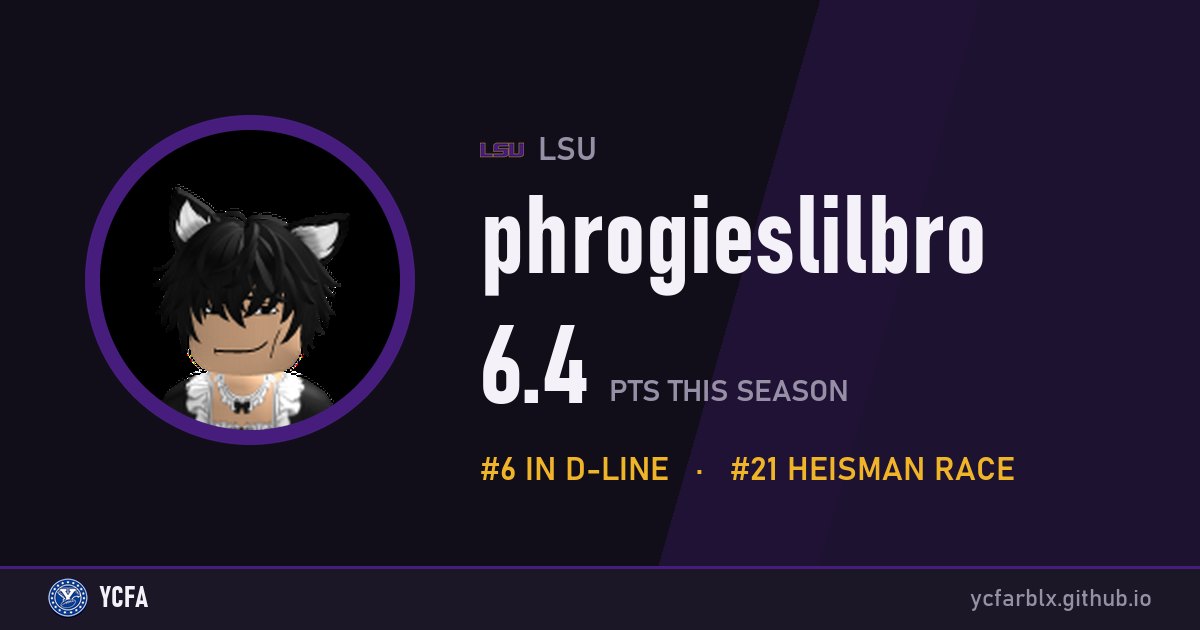 LSU LSU
phrogieslilbro
6.4 PTS THIS SEASON
#6 IN D-LINE · #21 HEISMAN RACE
YCFA ycfarblx.github.io